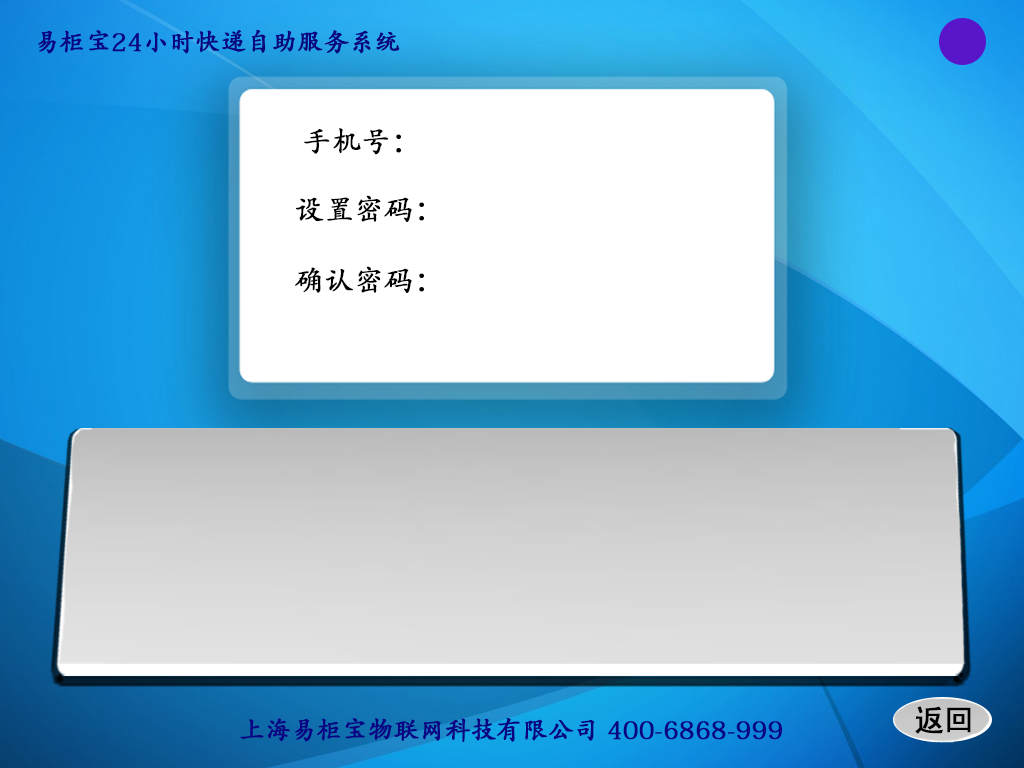 易柜宝24小时快递自助服务系统
手机号：
设置密码：
确认密码：
上海易柜宝物联网科技有限公司 400-6868-999
返回